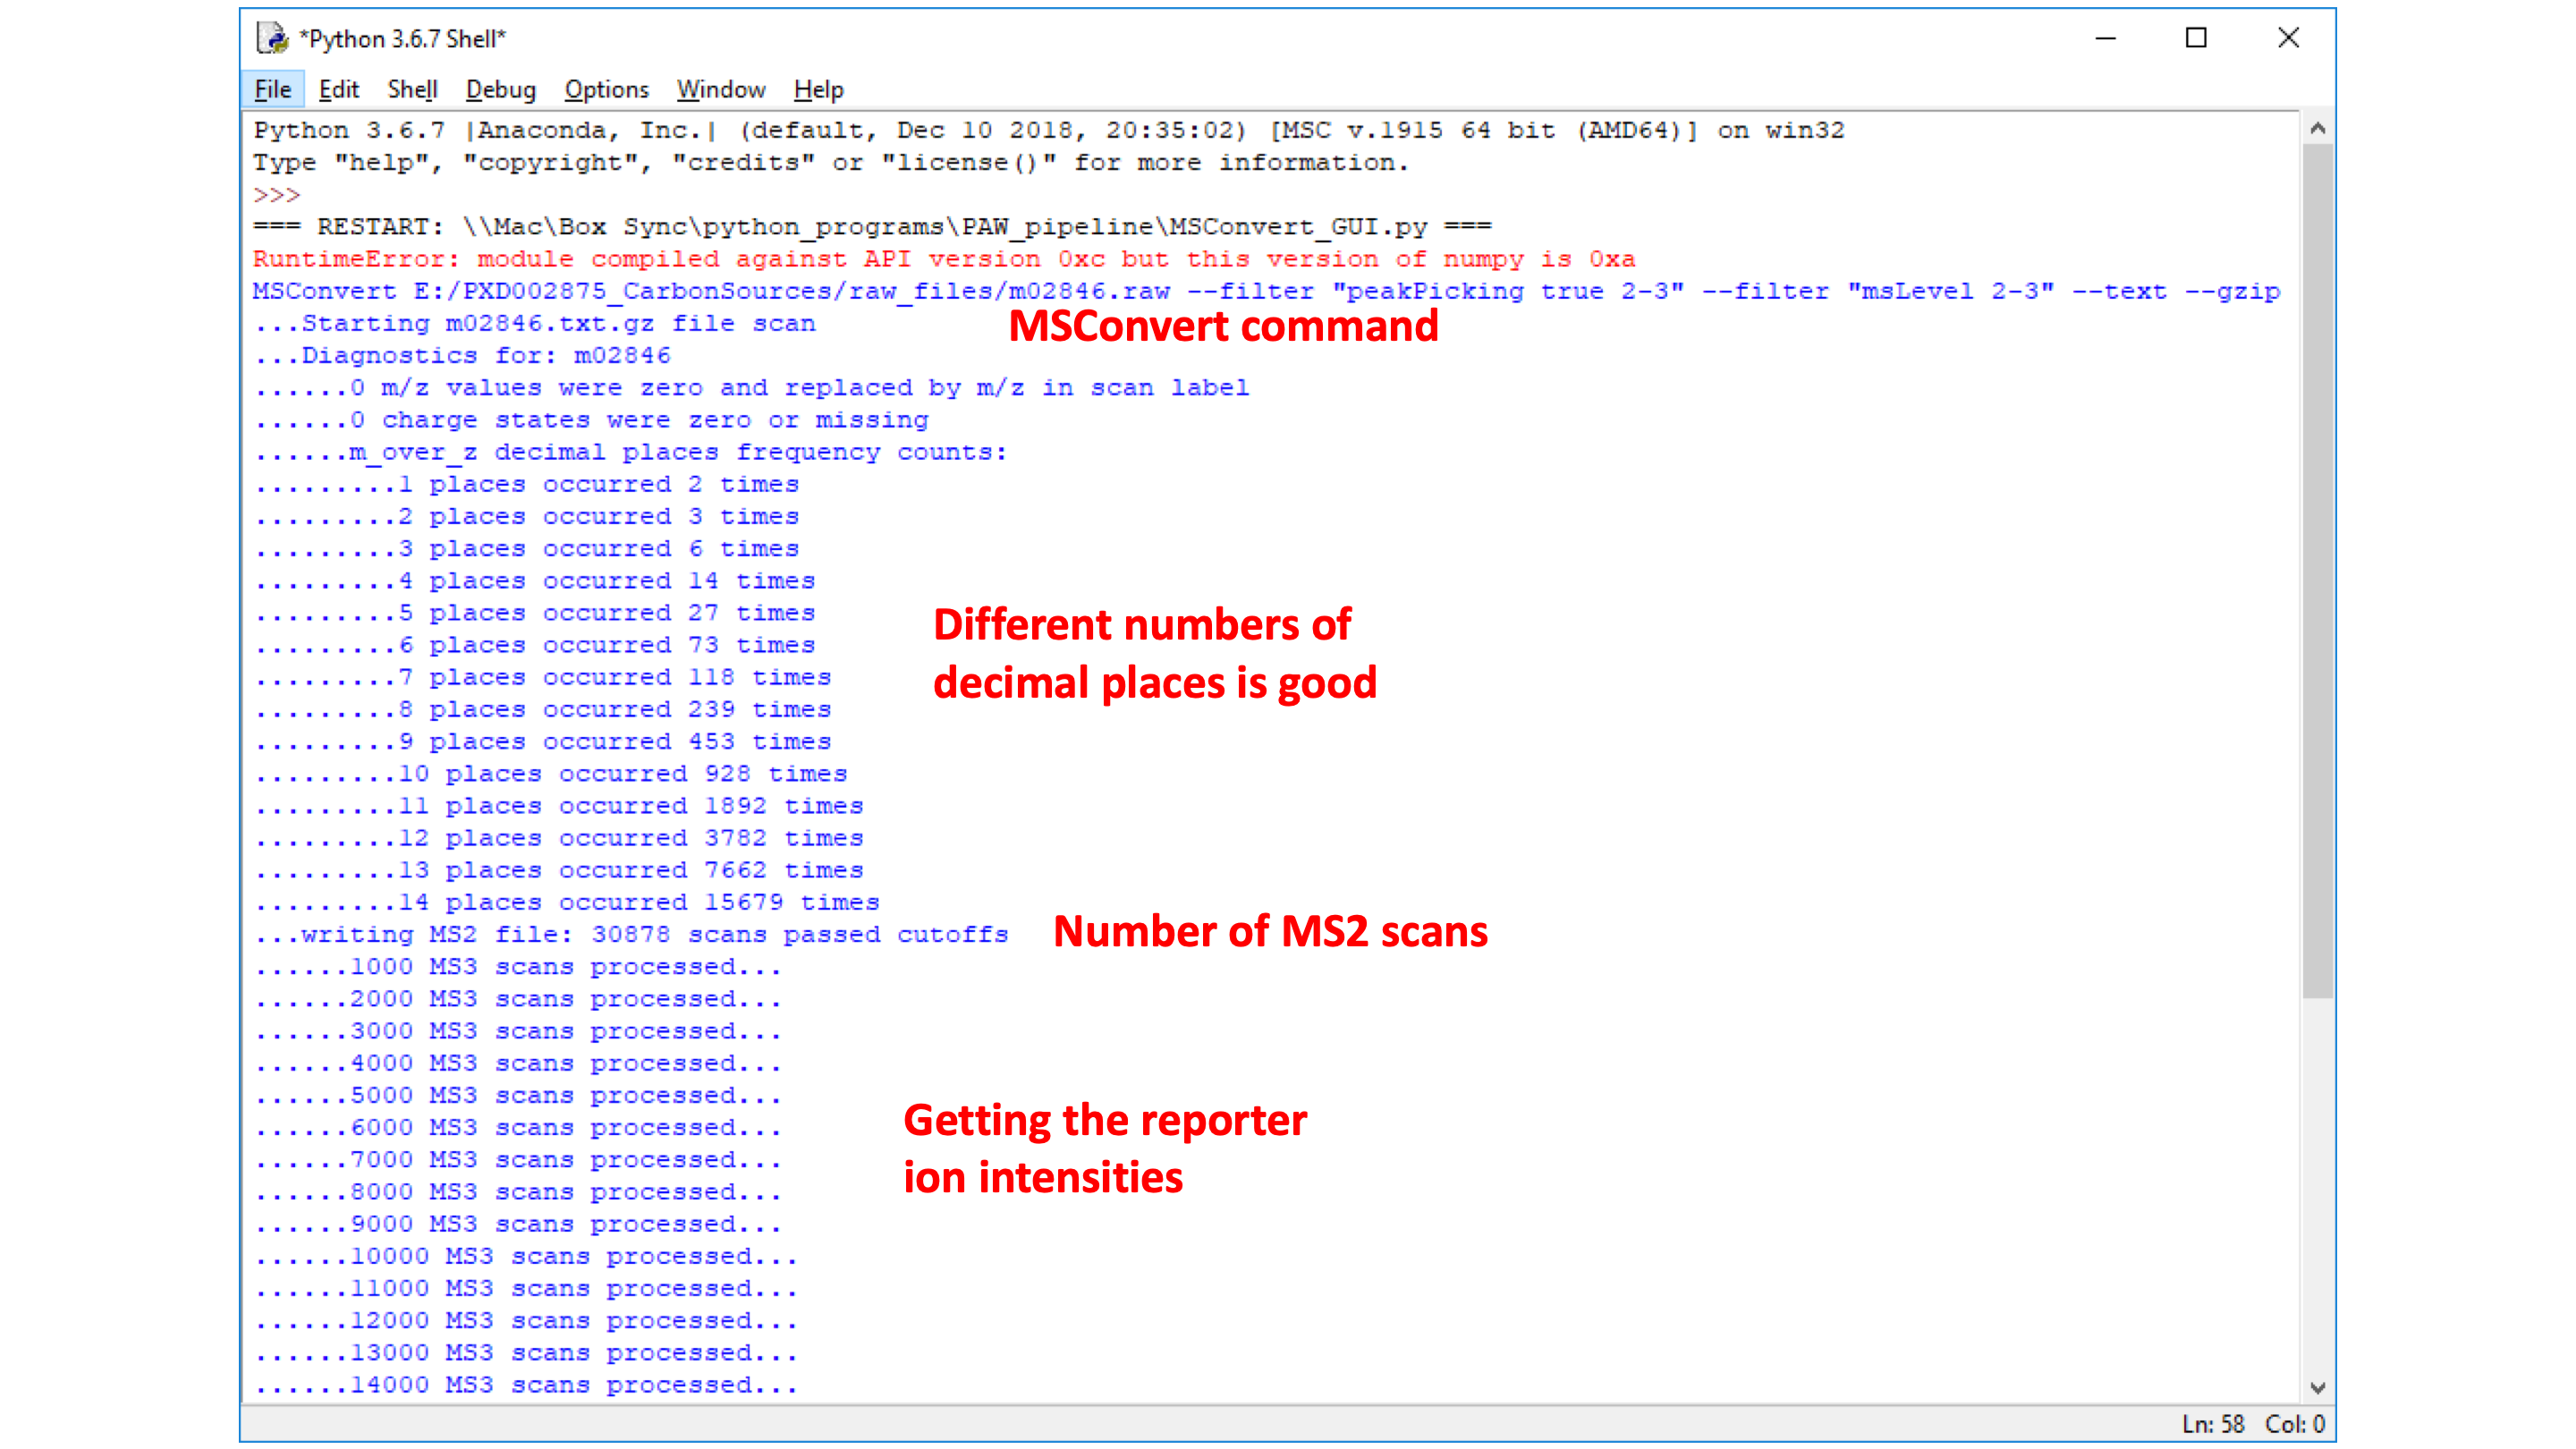 *Python 3.6.7 Shell*
File Edit Shell Debug Options Window Help
Python 3.6.7 |Anaconda, Inc.| (default, Dec 10 2018, 20:35:02) [MSC v.1915 64 bit (AMD64)] on win32
Type "help", "copyright", "credits" or "license()" for more information.
>>>
=== RESTART: \\Mac\Box Sync\python_programs\PAW_pipeline\MSConvert_GUI.py ===
RuntimeError: module compiled against API version 0xc but this version of numpy is 0xa
MSConvert E:/PXD002875_CarbonSources/raw_files/m02846.raw --filter "peakPicking true 2-3" --filter "msLevel 2-3" --text --gzip
...Starting m02846.txt.gz file scan
MSConvert command
...Diagnostics for: m02846
......0 m/z values were zero and replaced by m/z in scan label
......0 charge states were zero or missing
......m_over_z decimal places frequency counts:
.........1 places occurred 2 times
.........2 places occurred 3 times
.........3 places occurred 6 times
.........4 places occurred 14 times
.........5 places occurred 27 times
.........6 places occurred 73 times
.........7 places occurred 118 times
.........8 places occurred 239 times
.........9 places occurred 453 times
Different numbers of
decimal places is good
.........10 places occurred 928 times
.........11 places occurred 1892 times
.........12 places occurred 3782 times
.........13 places occurred 7662 times
.........14 places occurred 15679 times
...writing MS2 file: 30878 scans passed cutoffs
Number of MS2 scans
......1000 MS3 scans processed...
......2000 MS3 scans processed...
......3000 MS3 scans processed...
......4000 MS3 scans processed...
......5000 MS3 scans processed...
......6000 MS3 scans processed...
......7000 MS3 scans processed...
......8000 MS3 scans processed...
......9000 MS3 scans processed...
Getting the reporter
ion intensities
......10000 MS3 scans processed...
......11000 MS3 scans processed...
......12000 MS3 scans processed...
......13000 MS3 scans processed...
......14000 MS3 scans processed...
Ln: 58 Col: 0